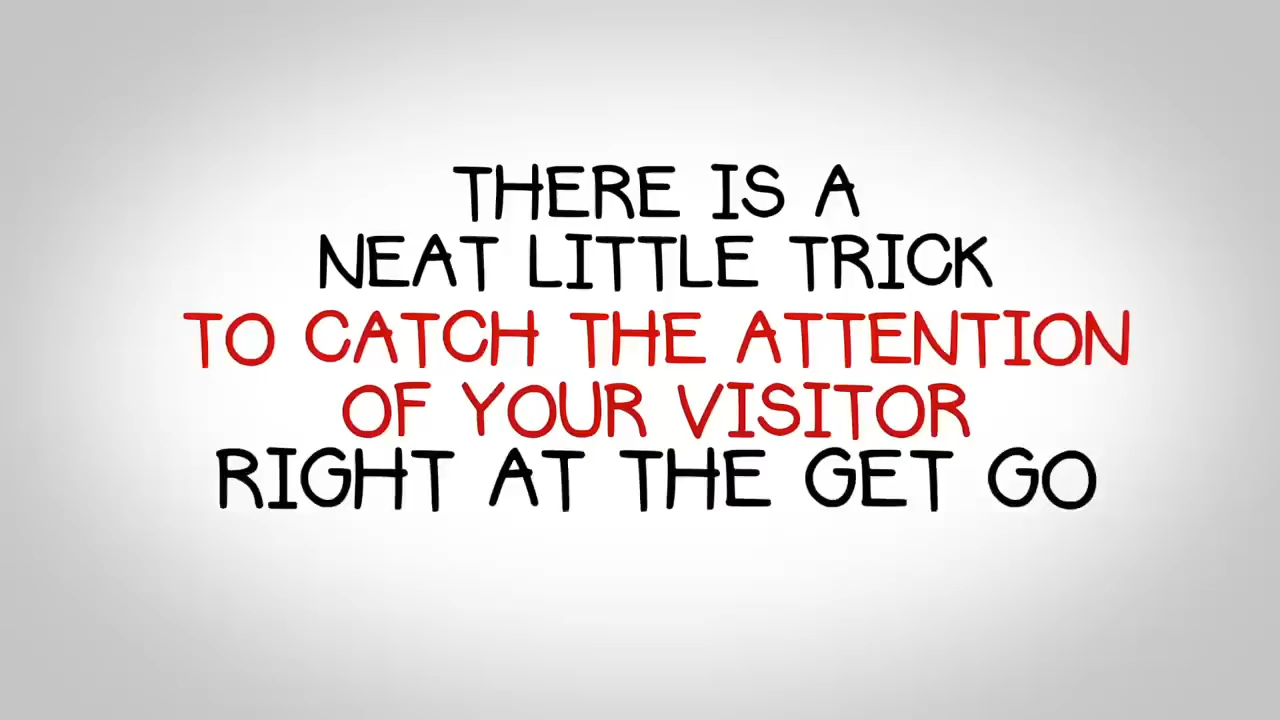 THERE IS A
NEAT LITTLE TRICK
TO CATCH THE ATTENTION
OF YOUR VISITOR
RIGHT AT THE GET GO